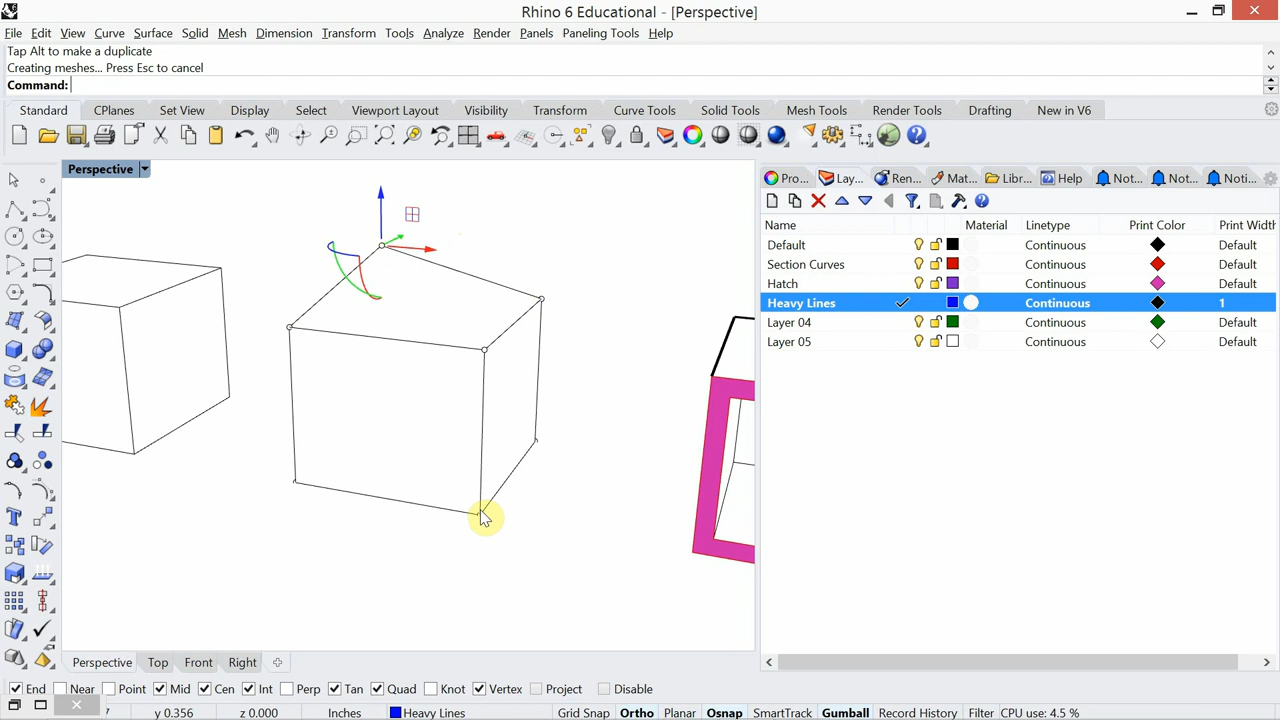 Rhino 6 Educational - [Perspective]
File Edit View Curve Surface Solid Mesh Dimension Transform Tools Analyze Render Panels Paneling Tools Help
Tap Alt to make a duplicate
Creating meshes... Press Esc to cancel
Command:
Standard CPlanes Set View Display Select Viewport Layout Visibility Transform Curve Tools Solid Tools Mesh Tools Render Tools Drafting New in V6
Perspective
Pro... Lay... Ren... Mat... Libr... Help Not... Not... Noti...
Name Material Linetype Print Color Print Width
Default Continuous Default
Section Curves Continuous Default
Hatch Continuous Default
Heavy Lines Continuous 1
Layer 04 Continuous Default
Layer 05 Continuous Default
Perspective Top Front Right
End Near Point Mid Cen Int Perp Tan Quad Knot Vertex Project Disable
7 y 0.356 z 0.000 Inches Heavy Lines Grid Snap Ortho Planar Osnap SmartTrack Gumball Record History Filter CPU use: 4.5 %